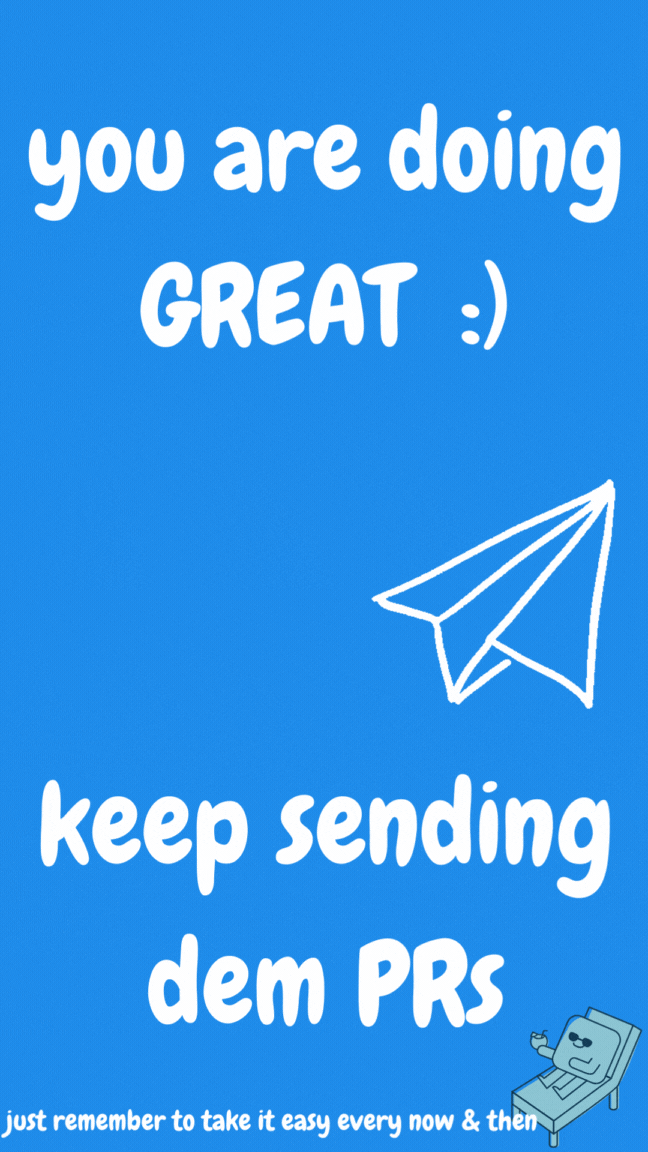 you are doing
GREAT :)
keep sending
dem PRs
just remember to take it easy every now & then